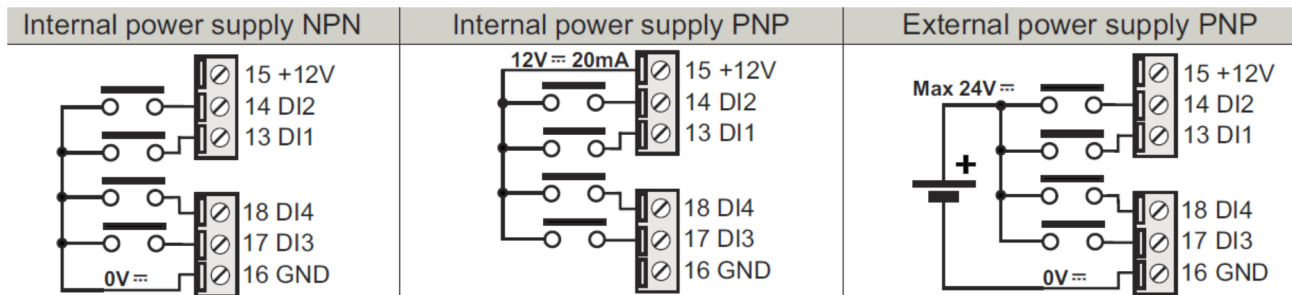 Internal power supply NPN
15 +12V
14 DI2
13 DI1
18 DI4
17 DI3
0V ⎓
16 GND
Internal power supply PNP
12V ⎓ 20mA
15 +12V
14 DI2
13 DI1
18 DI4
17 DI3
16 GND
External power supply PNP
Max 24V ⎓
15 +12V
14 DI2
13 DI1
+
18 DI4
17 DI3
0V ⎓
16 GND